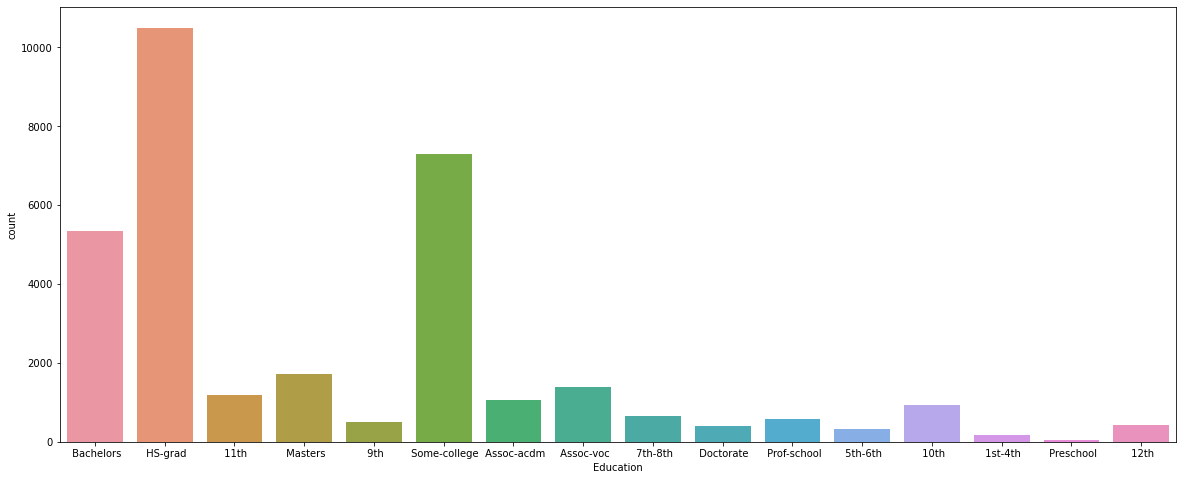 10000
8000
6000
4000
2000
0
count
Bachelors HS-grad 11th Masters 9th Some-college Assoc-acdm Assoc-voc 7th-8th Doctorate Prof-school 5th-6th 10th 1st-4th Preschool 12th
Education